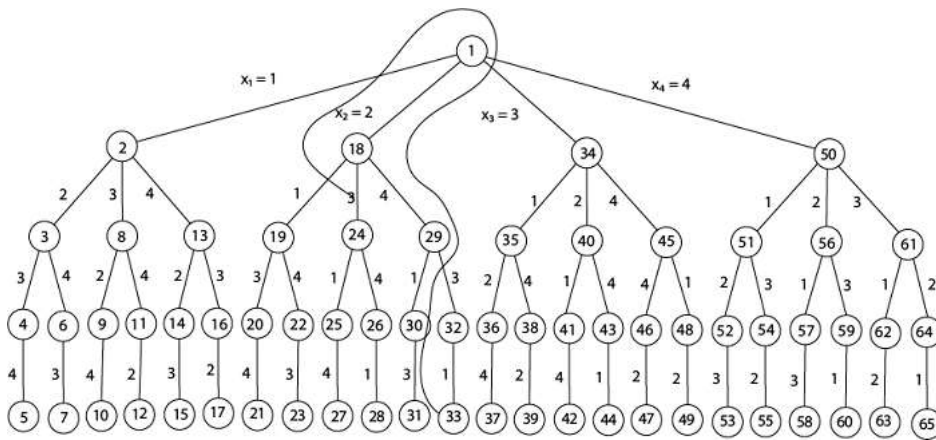 1
x₁ = 1
x₂ = 2
x₃ = 3
x₄ = 4
2 18 34 50
2 3 4 1 3 4 1 2 4 1 2 3
3 8 13 19 24 29 35 40 45 51 56 61
3 4 2 4 2 3 3 4 1 4 1 3 2 4 1 4 4 1 2 3 1 3 1 2
4 6 9 11 14 16 20 22 25 26 30 32 36 38 41 43 46 48 52 54 57 59 62 64
4 3 4 2 3 2 4 3 4 1 3 1 4 2 4 1 2 2 3 2 3 1 2 1
5 7 10 12 15 17 21 23 27 28 31 33 37 39 42 44 47 49 53 55 58 60 63 65